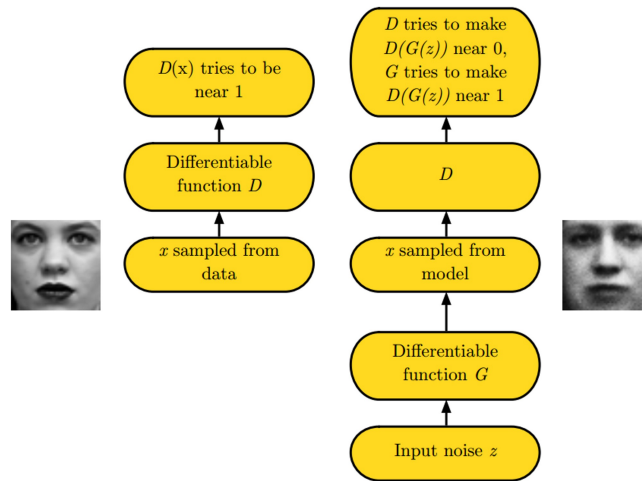 D(x) tries to be
near 1
Differentiable
function D
x sampled from
data
D tries to make
D(G(z)) near 0,
G tries to make
D(G(z)) near 1
D
x sampled from
model
Differentiable
function G
Input noise z